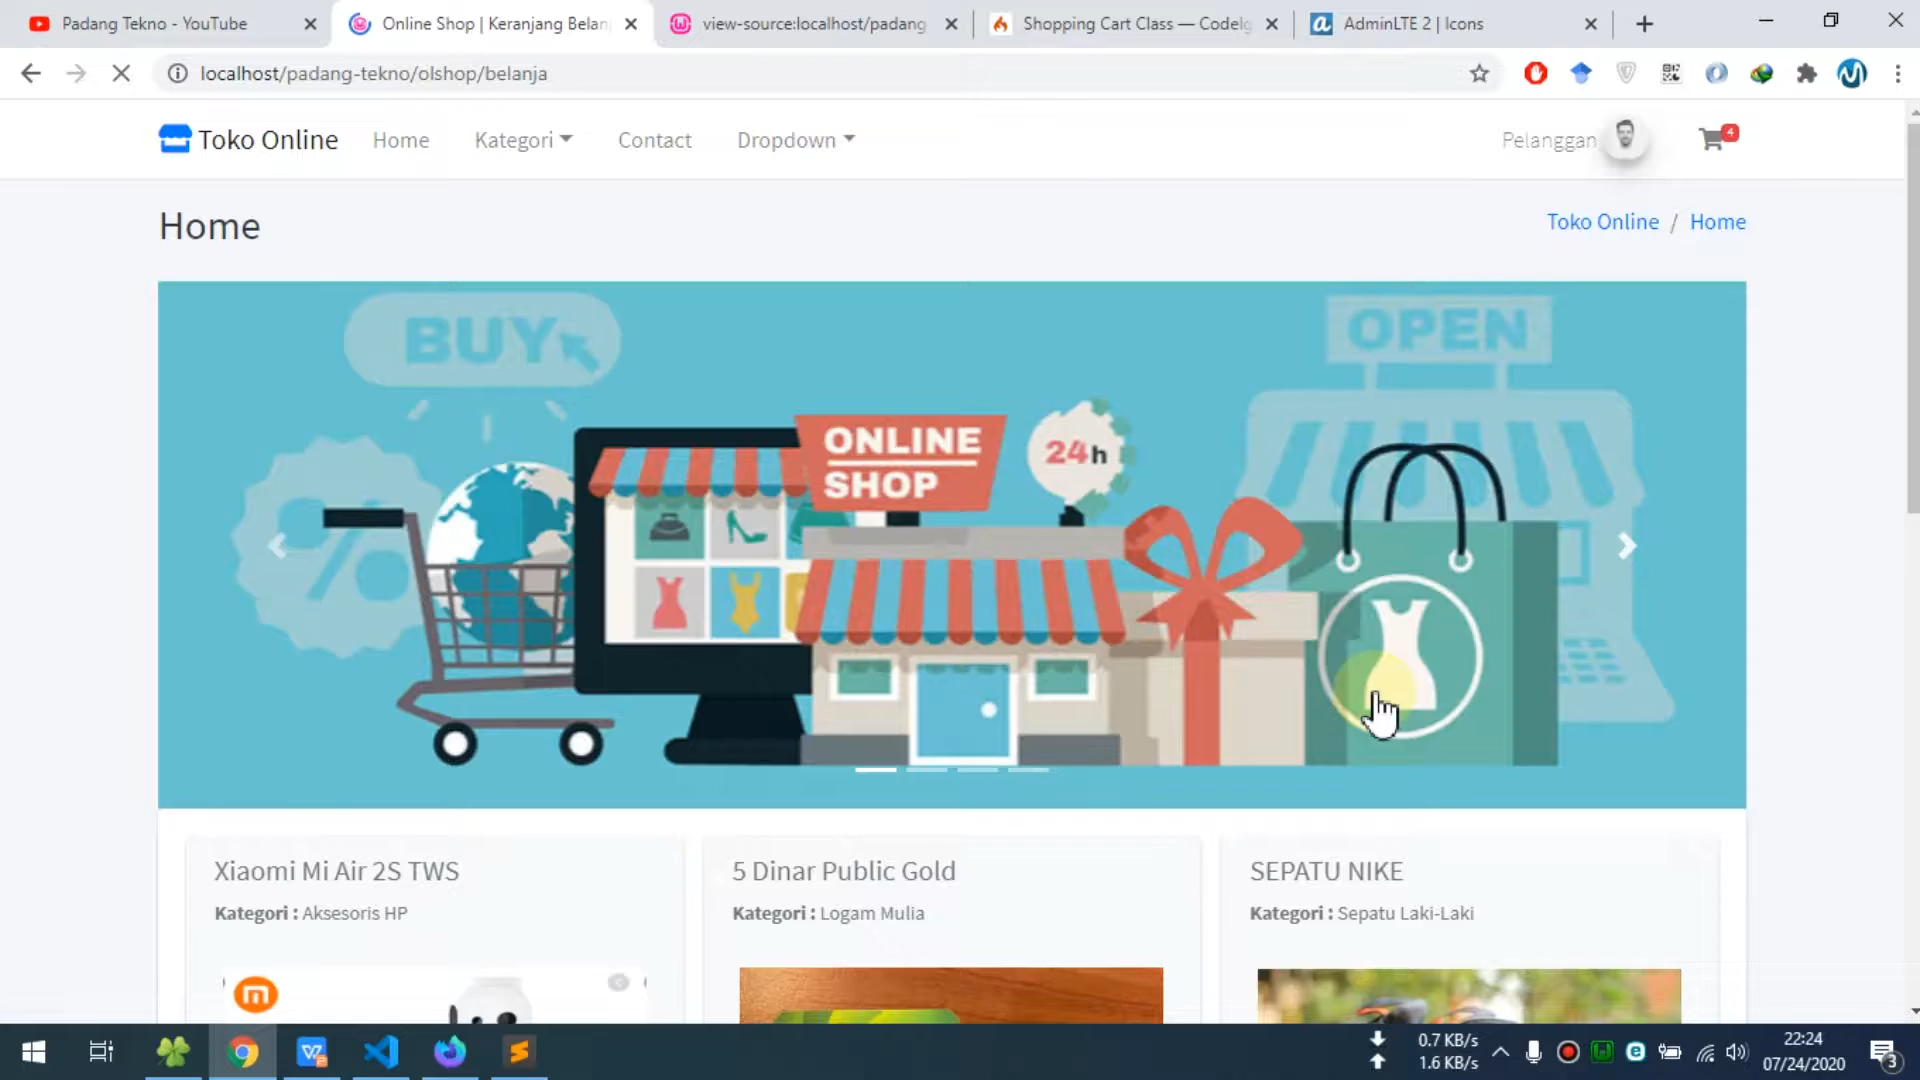 Padang Tekno - YouTube
Online Shop | Keranjang Belan
view-source:localhost/padang
Shopping Cart Class — CodeIg
AdminLTE 2 | Icons
localhost/padang-tekno/olshop/belanja
Toko Online Home Kategori Contact Dropdown Pelanggan 4
Home
Toko Online / Home
BUY
OPEN
ONLINE
SHOP
24h
Xiaomi Mi Air 2S TWS
Kategori : Aksesoris HP
5 Dinar Public Gold
Kategori : Logam Mulia
SEPATU NIKE
Kategori : Sepatu Laki-Laki
0.7 KB/s
1.6 KB/s
22:24
07/24/2020
3